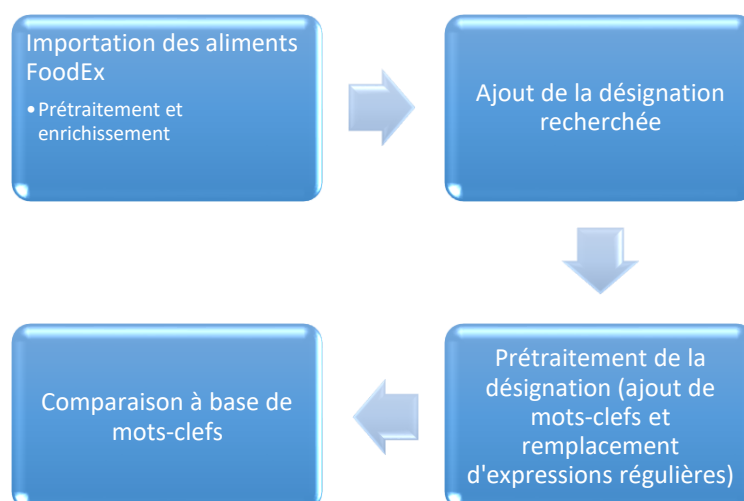 Importation des aliments
FoodEx
•Prétraitement et
enrichissement
Ajout de la désignation
recherchée
Prétraitement de la
désignation (ajout de
mots-clefs et
remplacement
d'expressions régulières)
Comparaison à base de
mots-clefs